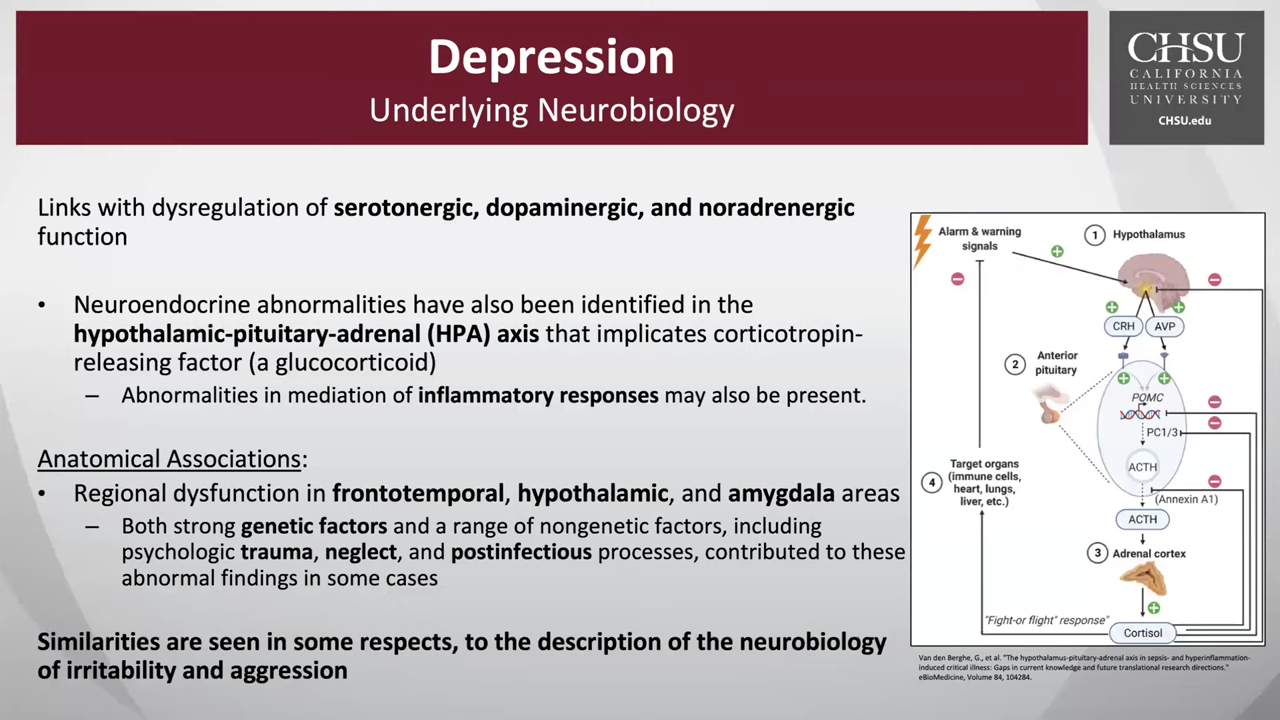 Depression
Underlying Neurobiology
CHSU
CALIFORNIA
HEALTH SCIENCES
UNIVERSITY
CHSU.edu
Links with dysregulation of serotonergic, dopaminergic, and noradrenergic
function
• Neuroendocrine abnormalities have also been identified in the
hypothalamic-pituitary-adrenal (HPA) axis that implicates corticotropin-
releasing factor (a glucocorticoid)
– Abnormalities in mediation of inflammatory responses may also be present.
Anatomical Associations:
• Regional dysfunction in frontotemporal, hypothalamic, and amygdala areas
– Both strong genetic factors and a range of nongenetic factors, including
psychologic trauma, neglect, and postinfectious processes, contributed to these
abnormal findings in some cases
Similarities are seen in some respects, to the description of the neurobiology
of irritability and aggression
Alarm & warning
signals
1 Hypothalamus
CRH
AVP
2 Anterior
pituitary
POMC
PC1/3
ACTH
(Annexin A1)
ACTH
4 Target organs
(immune cells,
heart, lungs,
liver, etc.)
3 Adrenal cortex
"Fight-or flight" response"
Cortisol
Van den Berghe, G., et al. "The hypothalamus-pituitary-adrenal axis in sepsis- and hyperinflammation-
induced critical illness: Gaps in current knowledge and future translational research directions."
eBioMedicine, Volume 84, 104284.